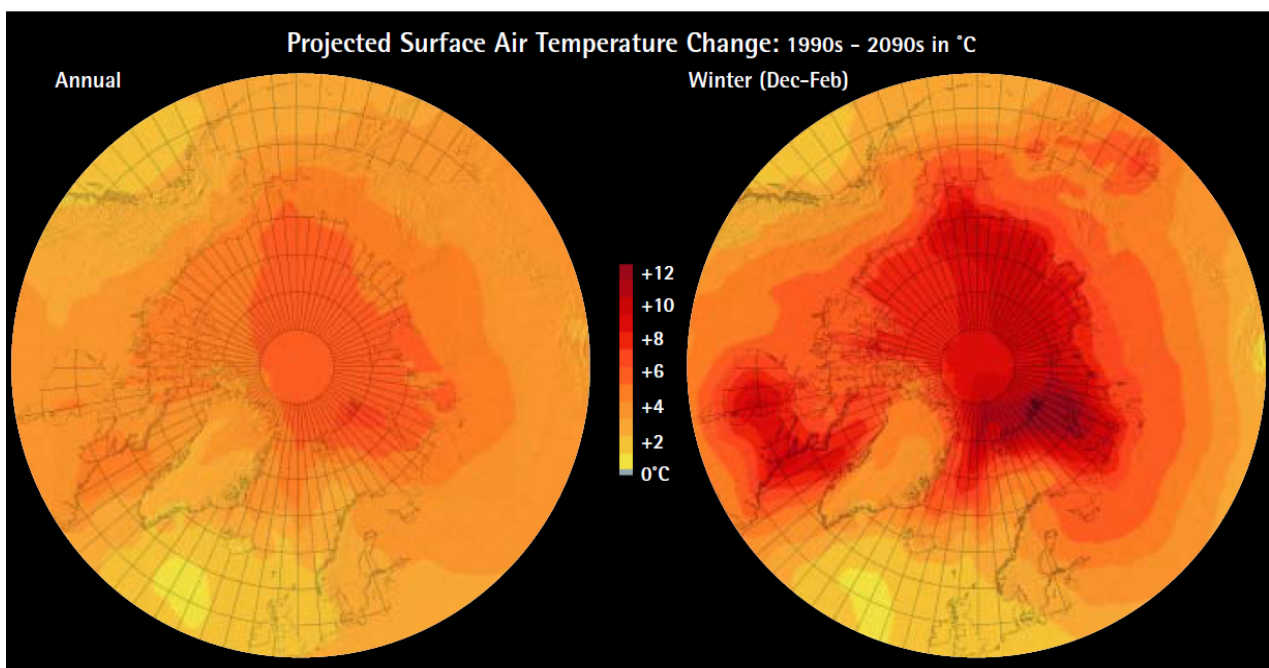 Projected Surface Air Temperature Change: 1990s - 2090s in °C
Annual
Winter (Dec-Feb)
+12
+10
+8
+6
+4
+2
0°C